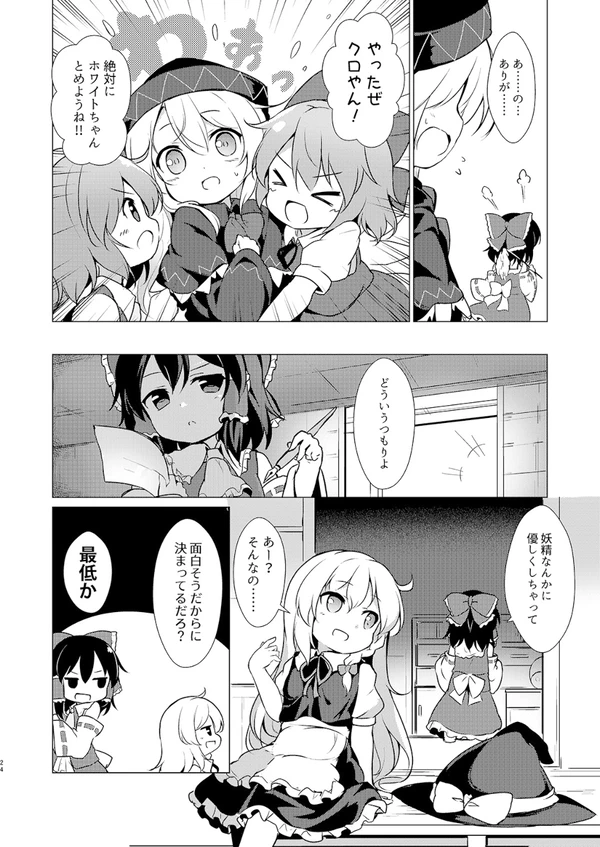 あ……の…
ありが……
やったぜ
クロやん！
わぁっ
絶対に
ホワイトちゃん
とめようね!!
どういうつもりよ
妖精なんかに
優しくしちゃって
あー？
そんなの……
面白そうだからに
決まってるだろ？
最低か
24